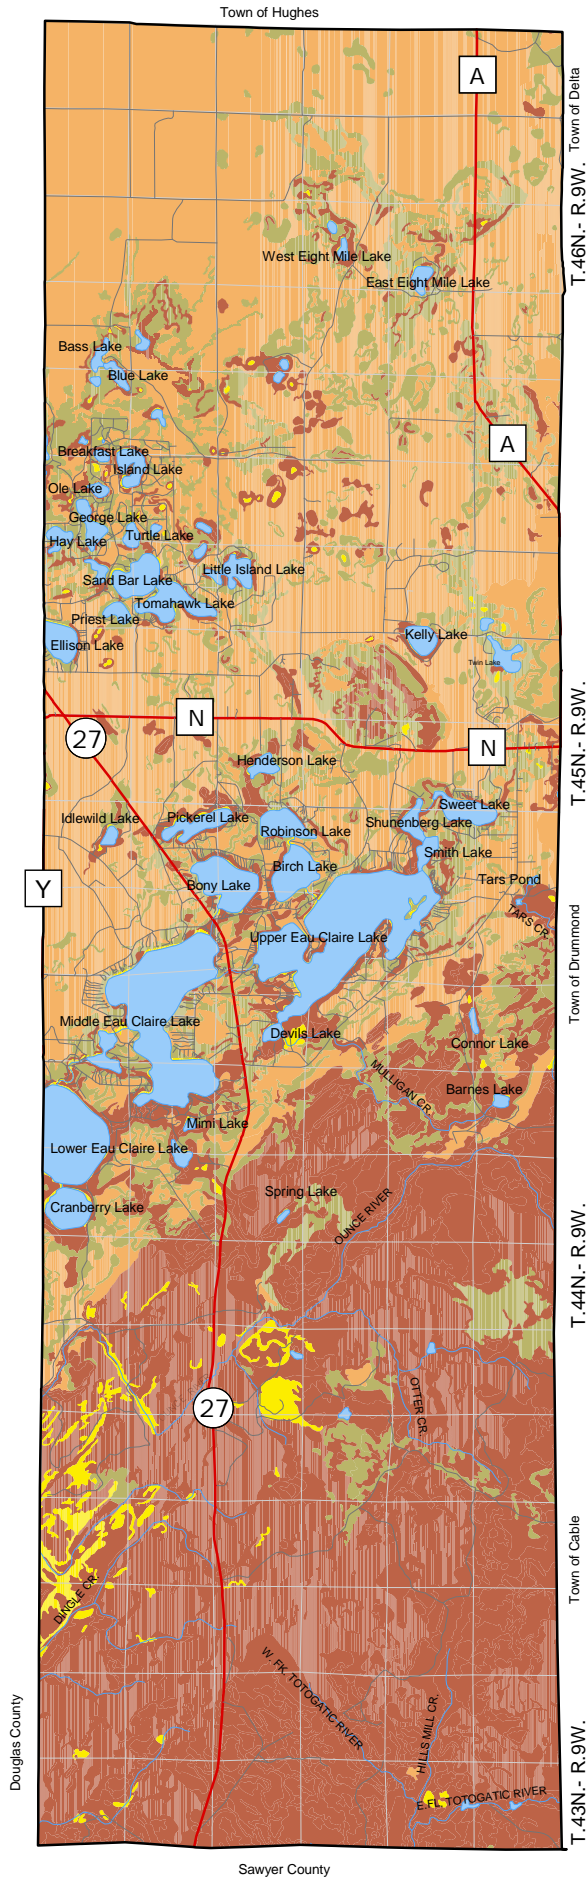 Town of Hughes
A
Town of Delta
T.46N.- R.9W.
West Eight Mile Lake
East Eight Mile Lake
Bass Lake
Blue Lake
A
Breakfast Lake
Island Lake
Ole Lake
George Lake
Turtle Lake
Hay Lake
Little Island Lake
Sand Bar Lake
Tomahawk Lake
Priest Lake
Kelly Lake
Ellison Lake
Twin Lake
N
27
N
T.45N.- R.9W.
Henderson Lake
Sweet Lake
Idlewild Lake
Pickerel Lake
Shunenberg Lake
Robinson Lake
Smith Lake
Birch Lake
Tars Pond
Bony Lake
Y
TARS CR.
Town of Drummond
Upper Eau Claire Lake
Middle Eau Claire Lake
Devils Lake
Connor Lake
MULLIGAN CR.
Barnes Lake
Mimi Lake
Lower Eau Claire Lake
Spring Lake
Cranberry Lake
OUNCE RIVER
T.44N.- R.9W.
27
OTTER CR.
Town of Cable
DINGLE CR.
W. FK. TOTOGATIC RIVER
HILLS MILL CR.
Douglas County
E.FL. TOTOGATIC RIVER
T.43N.- R.9W.
Sawyer County